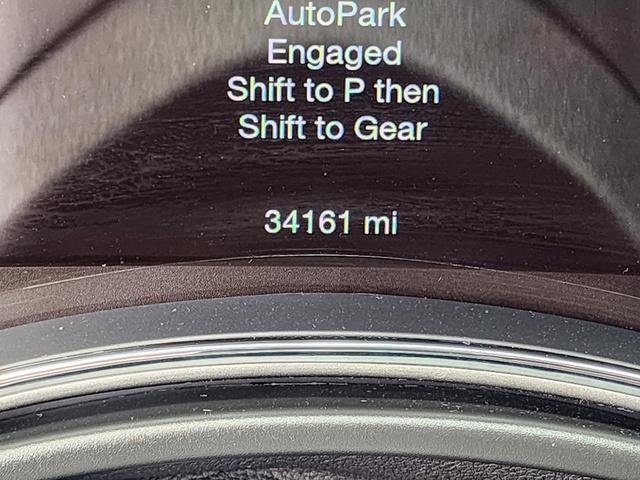 AutoPark
Engaged
Shift to P then
Shift to Gear
34161 mi